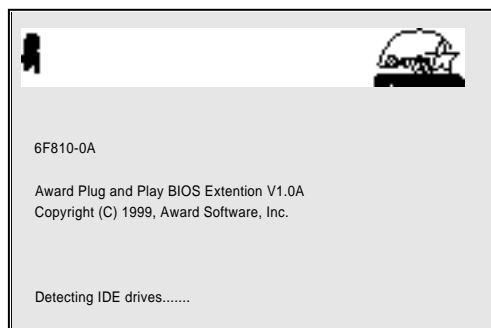 6F810-0A
Award Plug and Play BIOS Extention V1.0A
Copyright (C) 1999, Award Software, Inc.
Detecting IDE drives.......